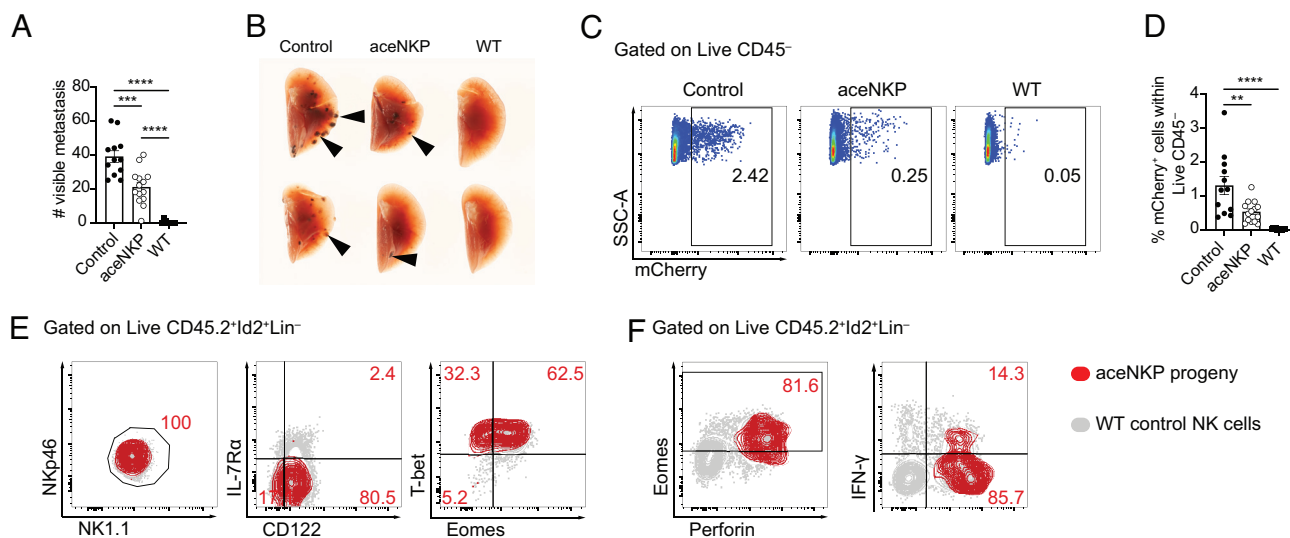 A
# visible metastasis
80
60
40
20
0
****
***
****
Control
aceNKP
WT
B
Control aceNKP WT
C
Gated on Live CD45⁻
Control aceNKP WT
2.42 0.25 0.05
SSC-A
mCherry
D
% mCherry⁺ cells within
Live CD45⁻
4
3
2
1
0
****
**
Control
aceNKP
WT
E Gated on Live CD45.2⁺Id2⁺Lin⁻
100
NKp46
NK1.1
2.4
80.5
IL-7Rα
CD122
32.3 62.5
5.2
T-bet
Eomes
F Gated on Live CD45.2⁺Id2⁺Lin⁻
81.6
Eomes
Perforin
14.3
85.7
IFN-γ
aceNKP progeny
WT control NK cells